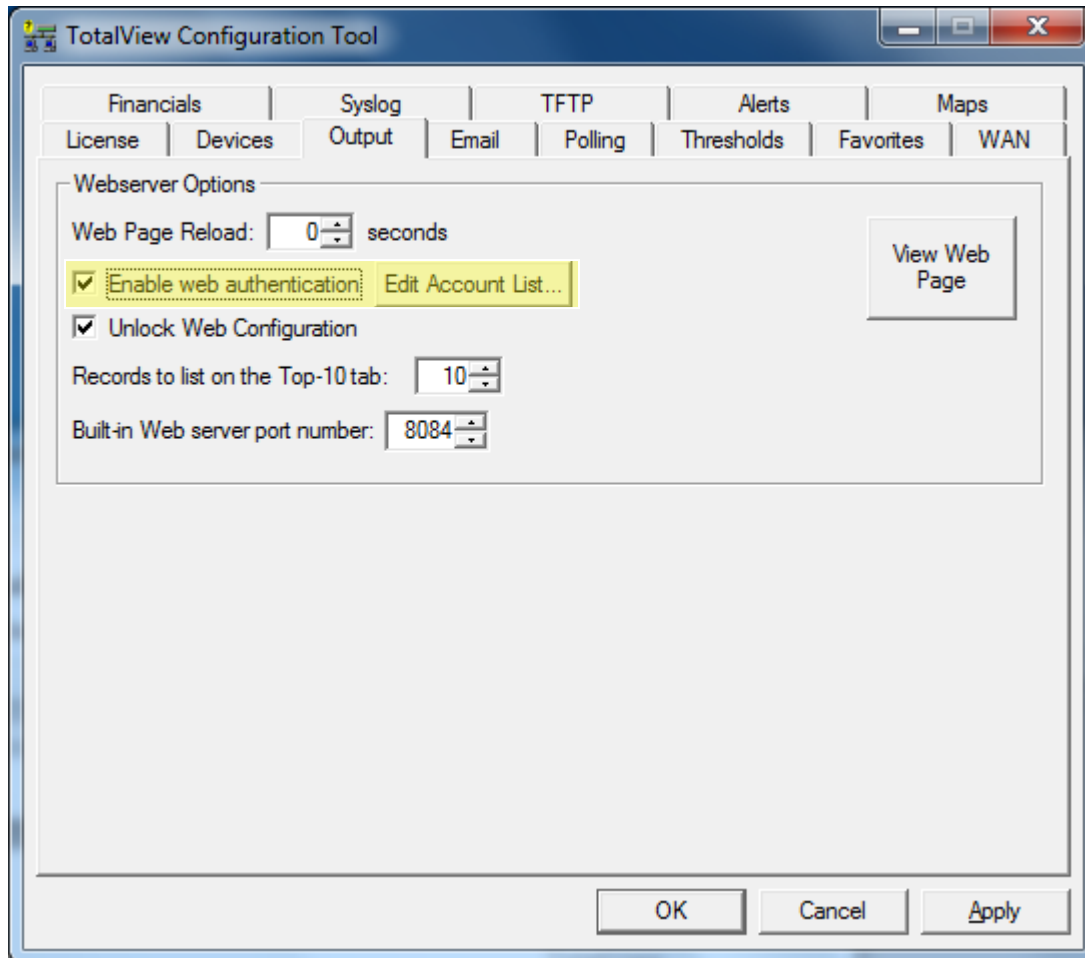 TotalView Configuration Tool
Financials Syslog TFTP Alerts Maps
License Devices Output Email Polling Thresholds Favorites WAN
Webserver Options
Web Page Reload: 0 seconds
View Web
Page
Enable web authentication Edit Account List...
Unlock Web Configuration
Records to list on the Top-10 tab: 10
Built-in Web server port number: 8084
OK Cancel Apply